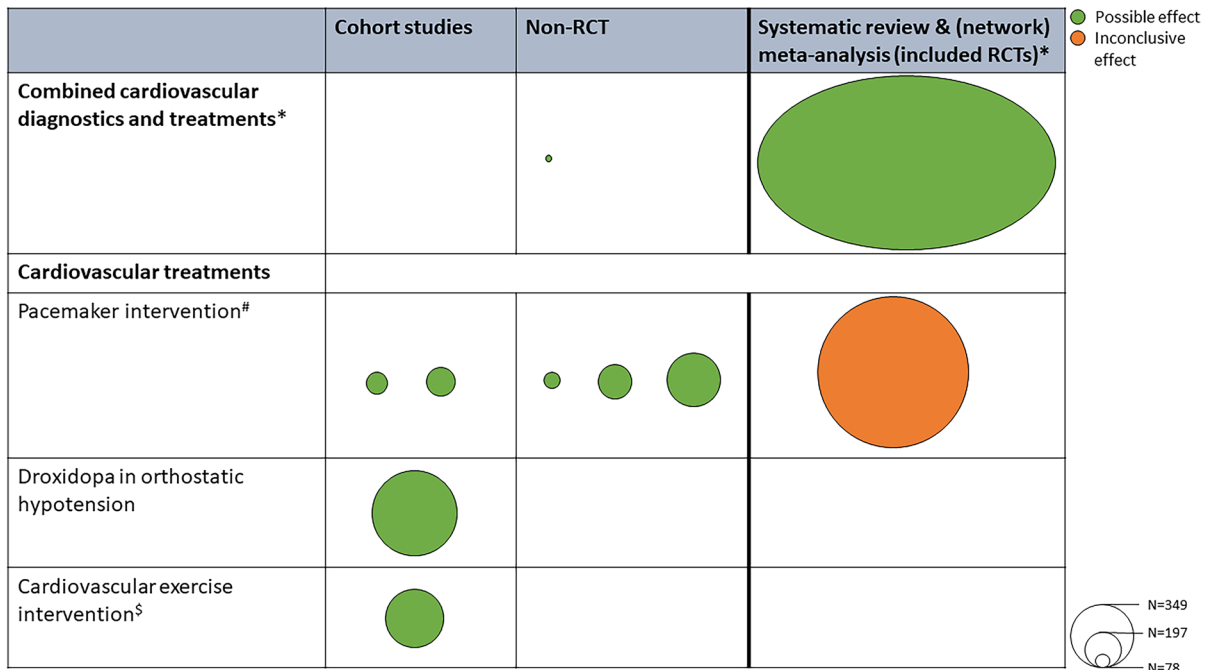 Cohort studies
Non-RCT
Systematic review & (network)
meta-analysis (included RCTs)*
Possible effect
Inconclusive
effect
Combined cardiovascular
diagnostics and treatments*
Cardiovascular treatments
Pacemaker intervention#
Droxidopa in orthostatic
hypotension
Cardiovascular exercise
intervention$
N=349
N=197
N=78